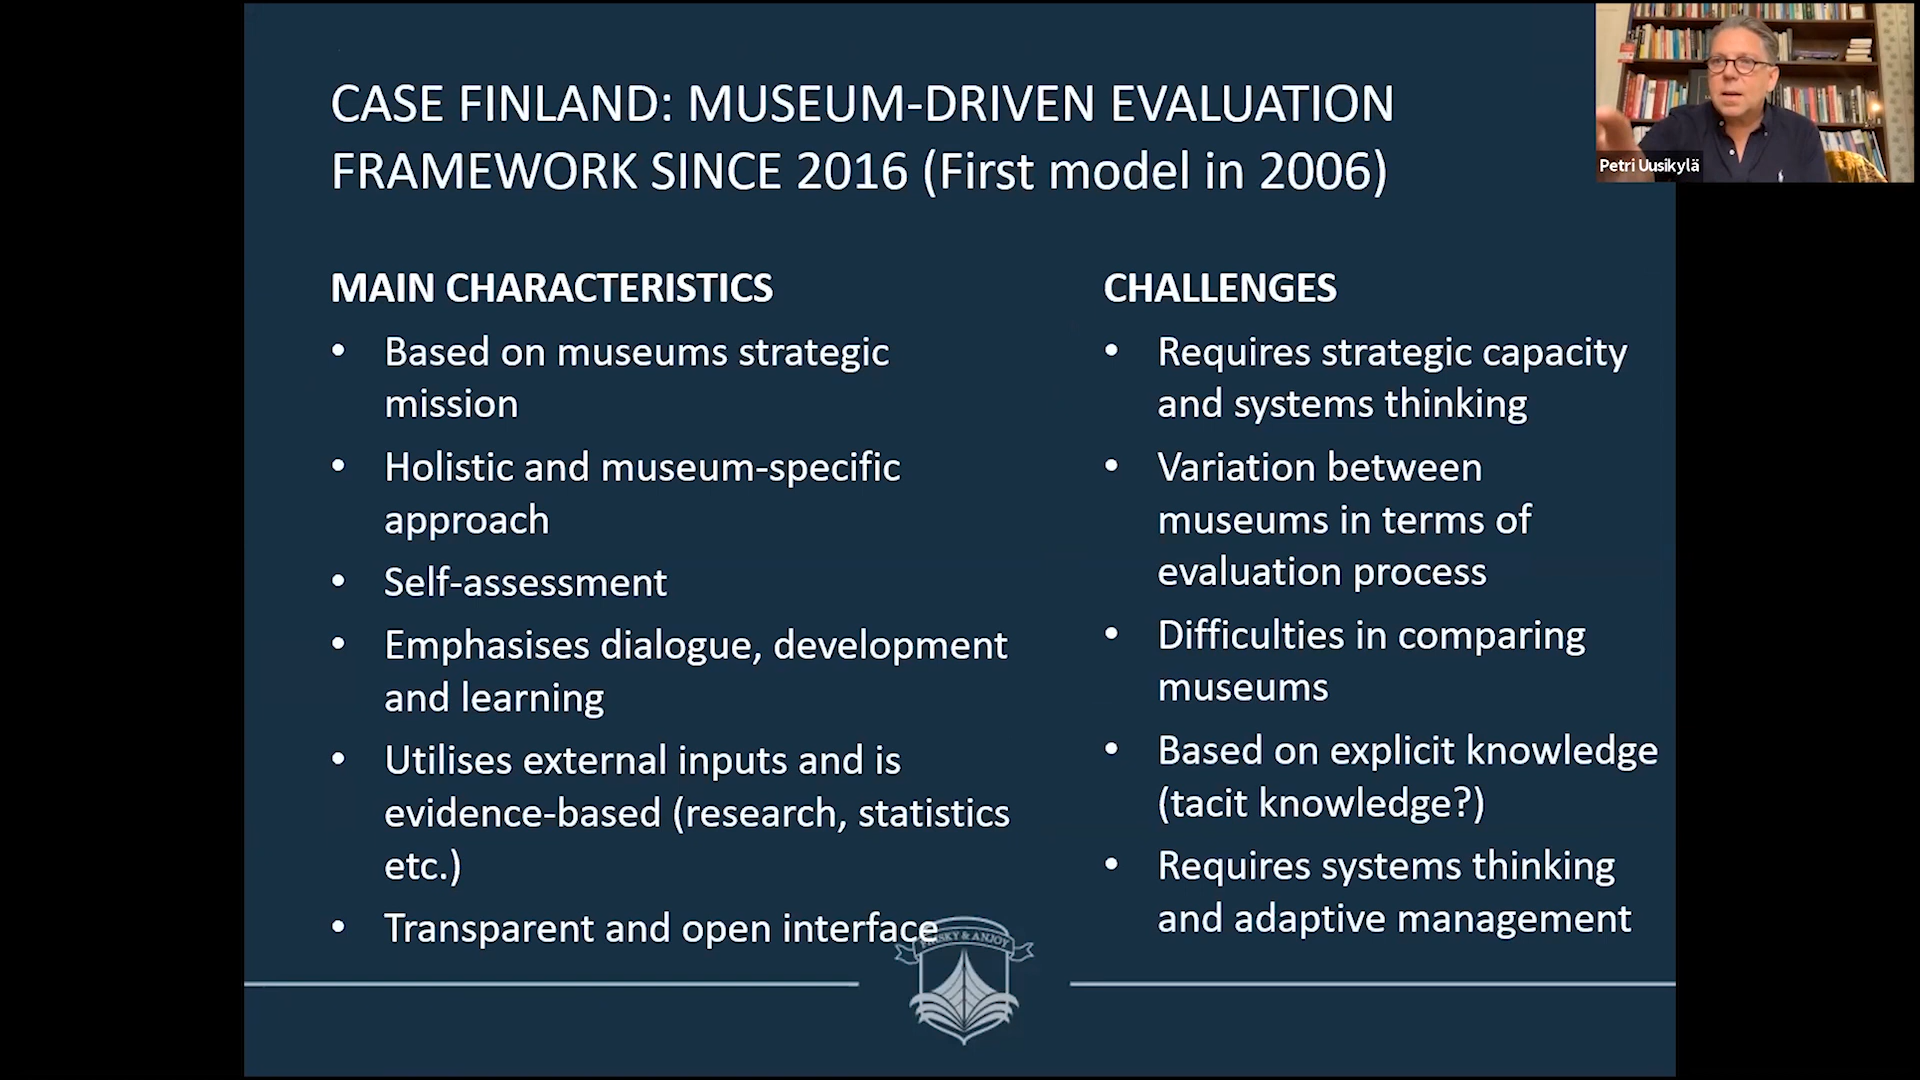 CASE FINLAND: MUSEUM-DRIVEN EVALUATION
FRAMEWORK SINCE 2016 (First model in 2006)
MAIN CHARACTERISTICS
• Based on museums strategic
mission
• Holistic and museum-specific
approach
• Self-assessment
• Emphasises dialogue, development
and learning
• Utilises external inputs and is
evidence-based (research, statistics
etc.)
• Transparent and open interface
CHALLENGES
• Requires strategic capacity
and systems thinking
• Variation between
museums in terms of
evaluation process
• Difficulties in comparing
museums
• Based on explicit knowledge
(tacit knowledge?)
• Requires systems thinking
and adaptive management
Petri Uusikylä
& ANJOY